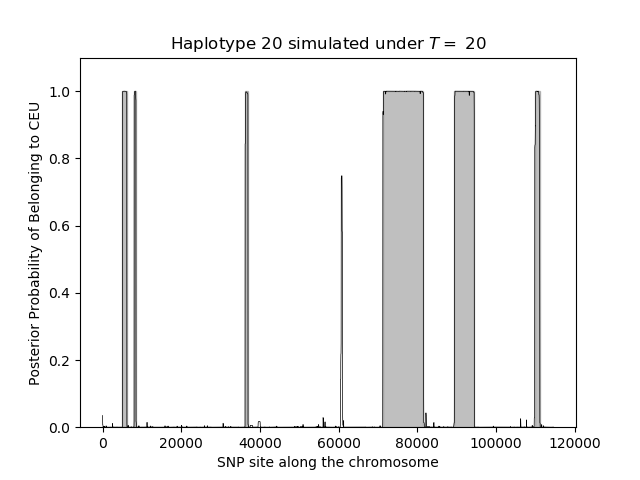 Haplotype 20 simulated under T = 20
Posterior Probability of Belonging to CEU
1.0
0.8
0.6
0.4
0.2
0.0
0 20000 40000 60000 80000 100000 120000
SNP site along the chromosome